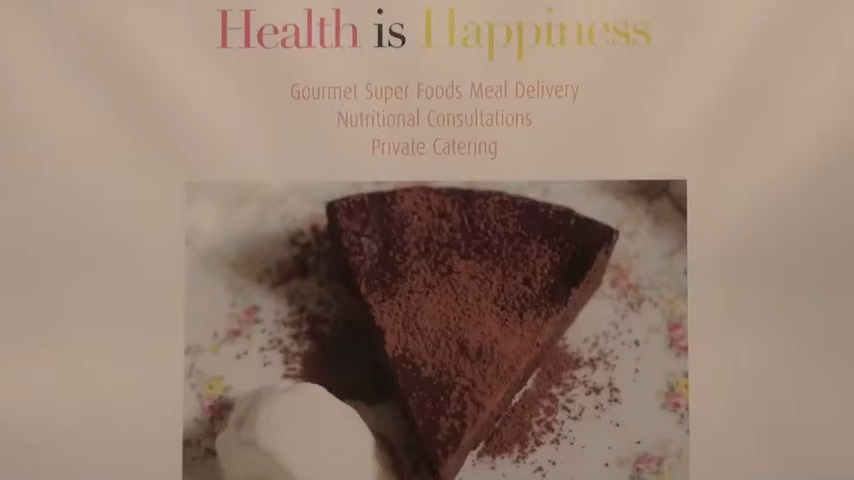 Health is Happiness
Gourmet Super Foods Meal Delivery
Nutritional Consultations
Private Catering